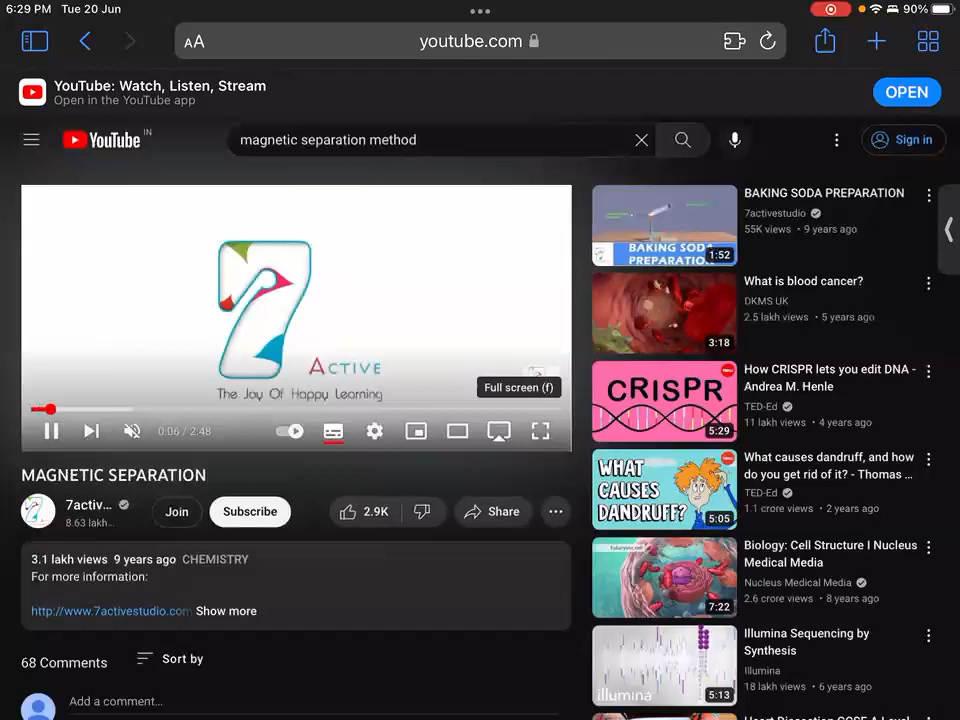 6:29 PM Tue 20 Jun
90%
AA
youtube.com
YouTube: Watch, Listen, Stream
Open in the YouTube app
OPEN
YouTube IN
magnetic separation method
Sign in
7
ACTIVE
The Joy Of Happy Learning
Full screen (f)
0:06 / 2:48
MAGNETIC SEPARATION
7activ...
8.63 lakh...
Join
Subscribe
2.9K
Share
3.1 lakh views 9 years ago CHEMISTRY
For more information:
http://www.7activestudio.com Show more
68 Comments
Sort by
Add a comment...
BAKING SODA PREPARATION
1:52
BAKING SODA PREPARATION
7activestudio
55K views • 9 years ago
3:18
What is blood cancer?
DKMS UK
2.5 lakh views • 5 years ago
CRISPR
5:29
How CRISPR lets you edit DNA -
Andrea M. Henle
TED-Ed
11 lakh views • 4 years ago
WHAT
CAUSES
DANDRUFF?
5:05
What causes dandruff, and how
do you get rid of it? - Thomas ...
TED-Ed
1.1 crore views • 2 years ago
7:22
Biology: Cell Structure I Nucleus
Medical Media
Nucleus Medical Media
2.6 crore views • 8 years ago
illumina
5:13
Illumina Sequencing by
Synthesis
Illumina
18 lakh views • 6 years ago